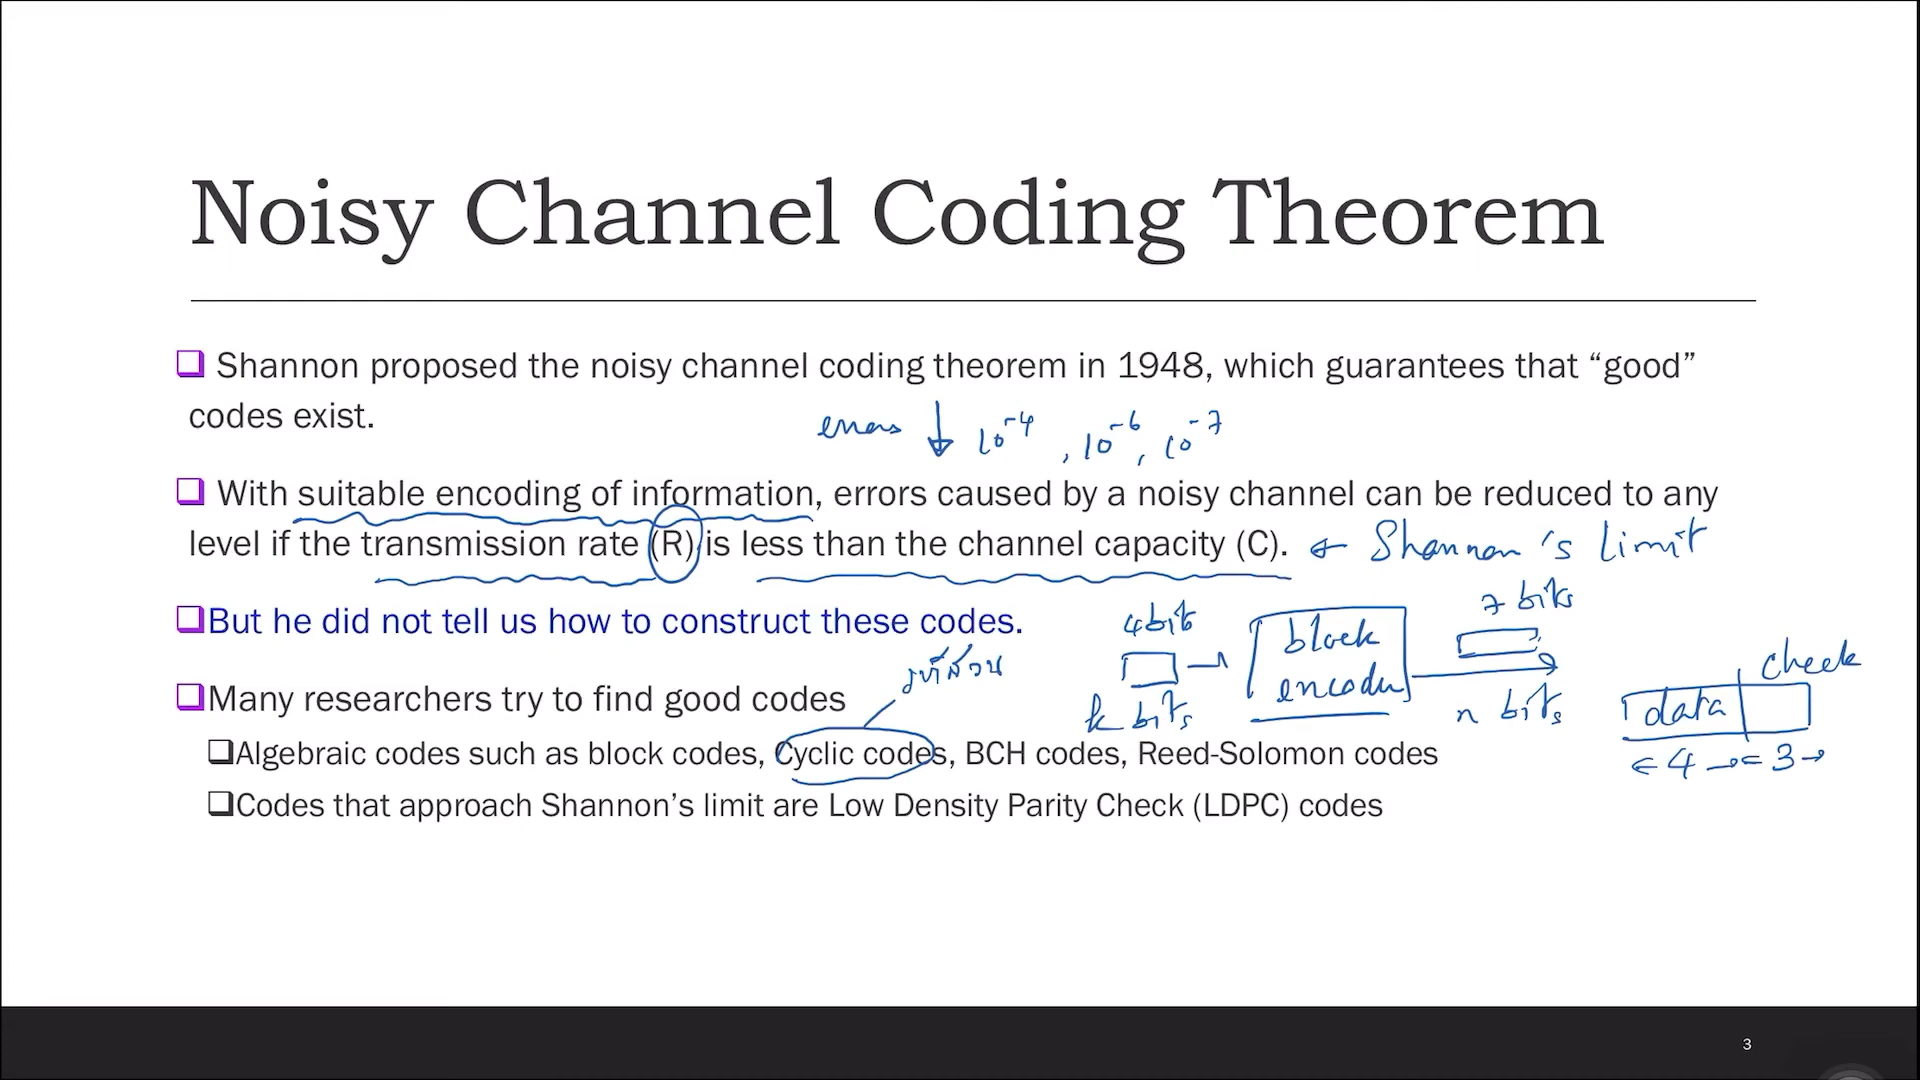 Noisy Channel Coding Theorem
❑ Shannon proposed the noisy channel coding theorem in 1948, which guarantees that “good”
codes exist.
errors ↓ 10⁻⁴, 10⁻⁶, 10⁻⁷
❑ With suitable encoding of information, errors caused by a noisy channel can be reduced to any
level if the transmission rate (R) is less than the channel capacity (C). ← Shannon's limit
❑But he did not tell us how to construct these codes.
4 bit
7 bits
block
encoder
k bits
n bits
check
data
← 4 →← 3 →
❑Many researchers try to find good codes
❑Algebraic codes such as block codes, Cyclic codes, BCH codes, Reed-Solomon codes
❑Codes that approach Shannon’s limit are Low Density Parity Check (LDPC) codes
3